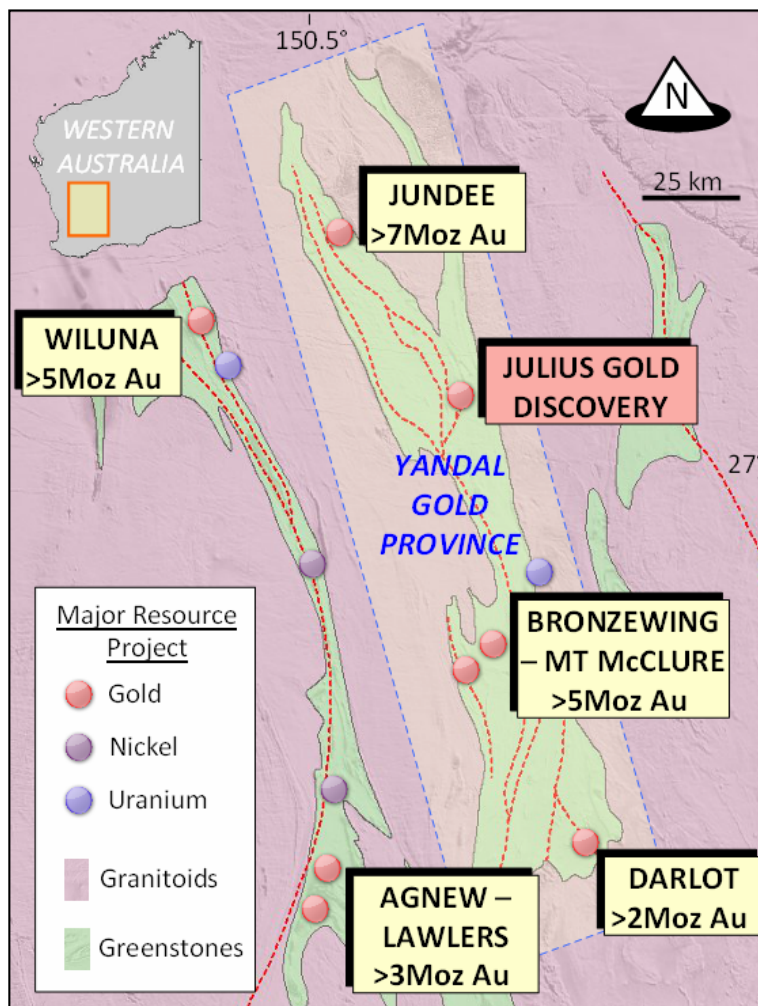 150.5°
WESTERN
AUSTRALIA
N
25 km
JUNDEE
>7Moz Au
WILUNA
>5Moz Au
JULIUS GOLD
DISCOVERY
27°
YANDAL
GOLD
PROVINCE
BRONZEWING
– MT McCLURE
>5Moz Au
Major Resource
Project
Gold
Nickel
Uranium
Granitoids
Greenstones
AGNEW –
LAWLERS
>3Moz Au
DARLOT
>2Moz Au